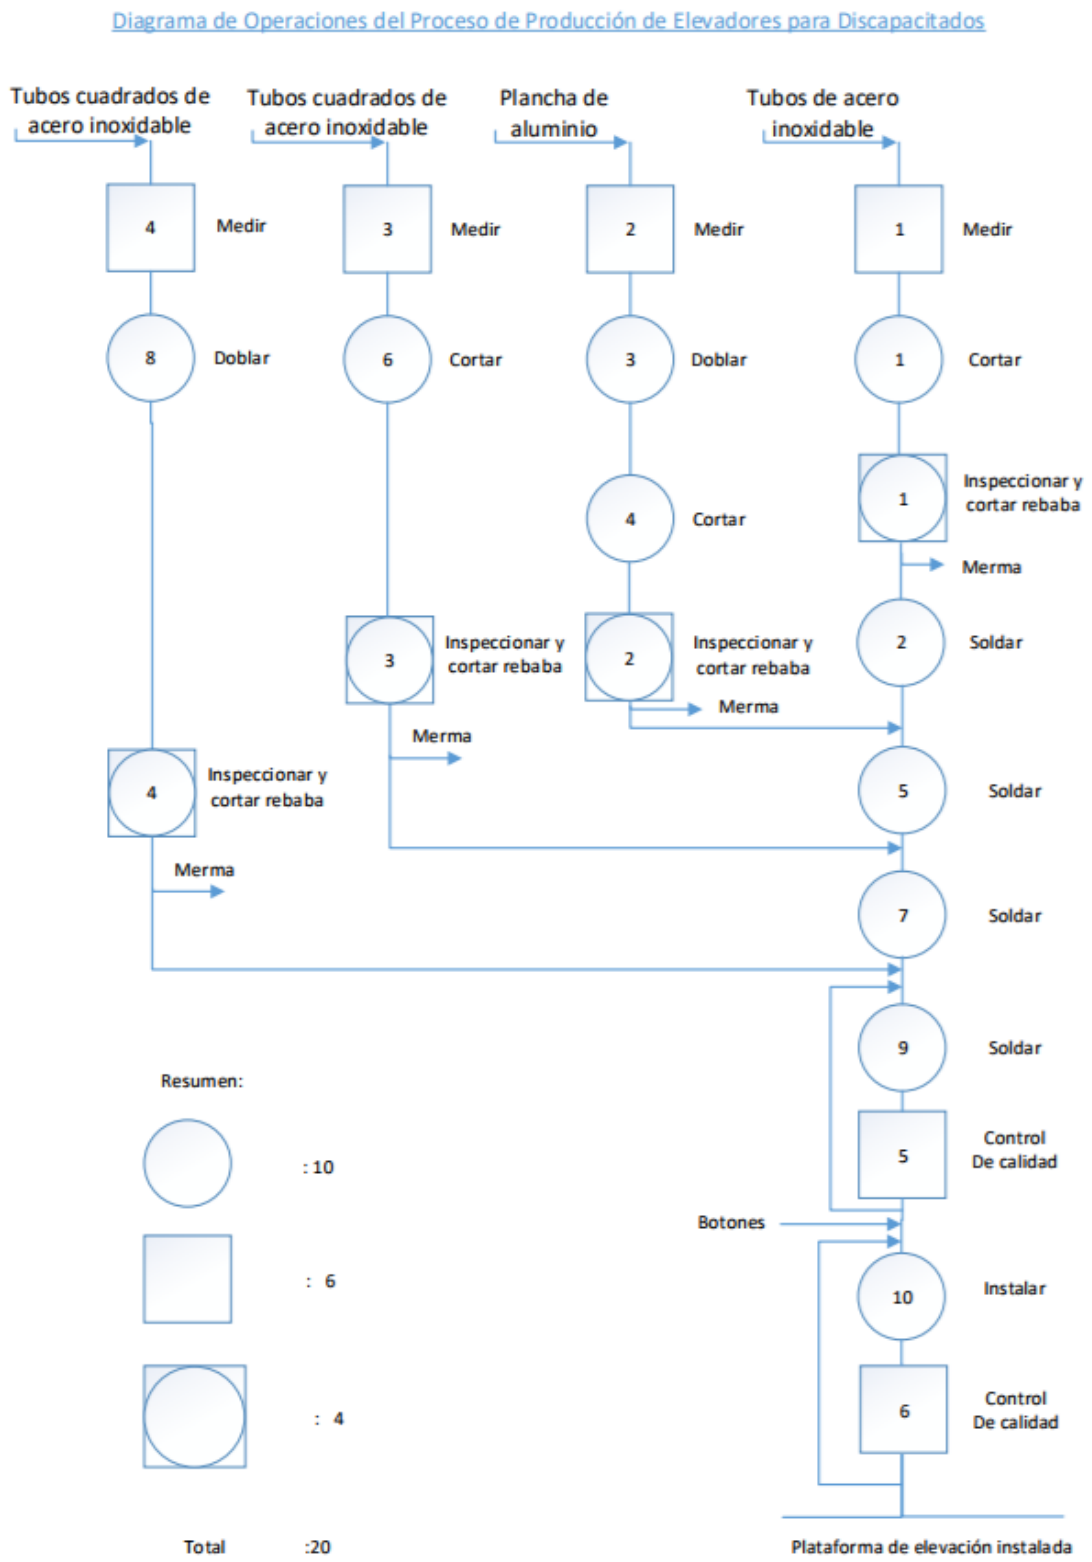 Diagrama de Operaciones del Proceso de Producción de Elevadores para Discapacitados
Tubos cuadrados de
acero inoxidable
Tubos cuadrados de
acero inoxidable
Plancha de
aluminio
Tubos de acero
inoxidable
4
Medir
3
Medir
2
Medir
1
Medir
8
Doblar
6
Cortar
3
Doblar
1
Cortar
4
Cortar
1
Inspeccionar y
cortar rebaba
Merma
3
Inspeccionar y
cortar rebaba
2
Inspeccionar y
cortar rebaba
2
Soldar
Merma
Merma
4
Inspeccionar y
cortar rebaba
5
Soldar
Merma
7
Soldar
9
Soldar
5
Control
De calidad
Botones
10
Instalar
6
Control
De calidad
Plataforma de elevación instalada
Resumen:
: 10
: 6
: 4
Total :20